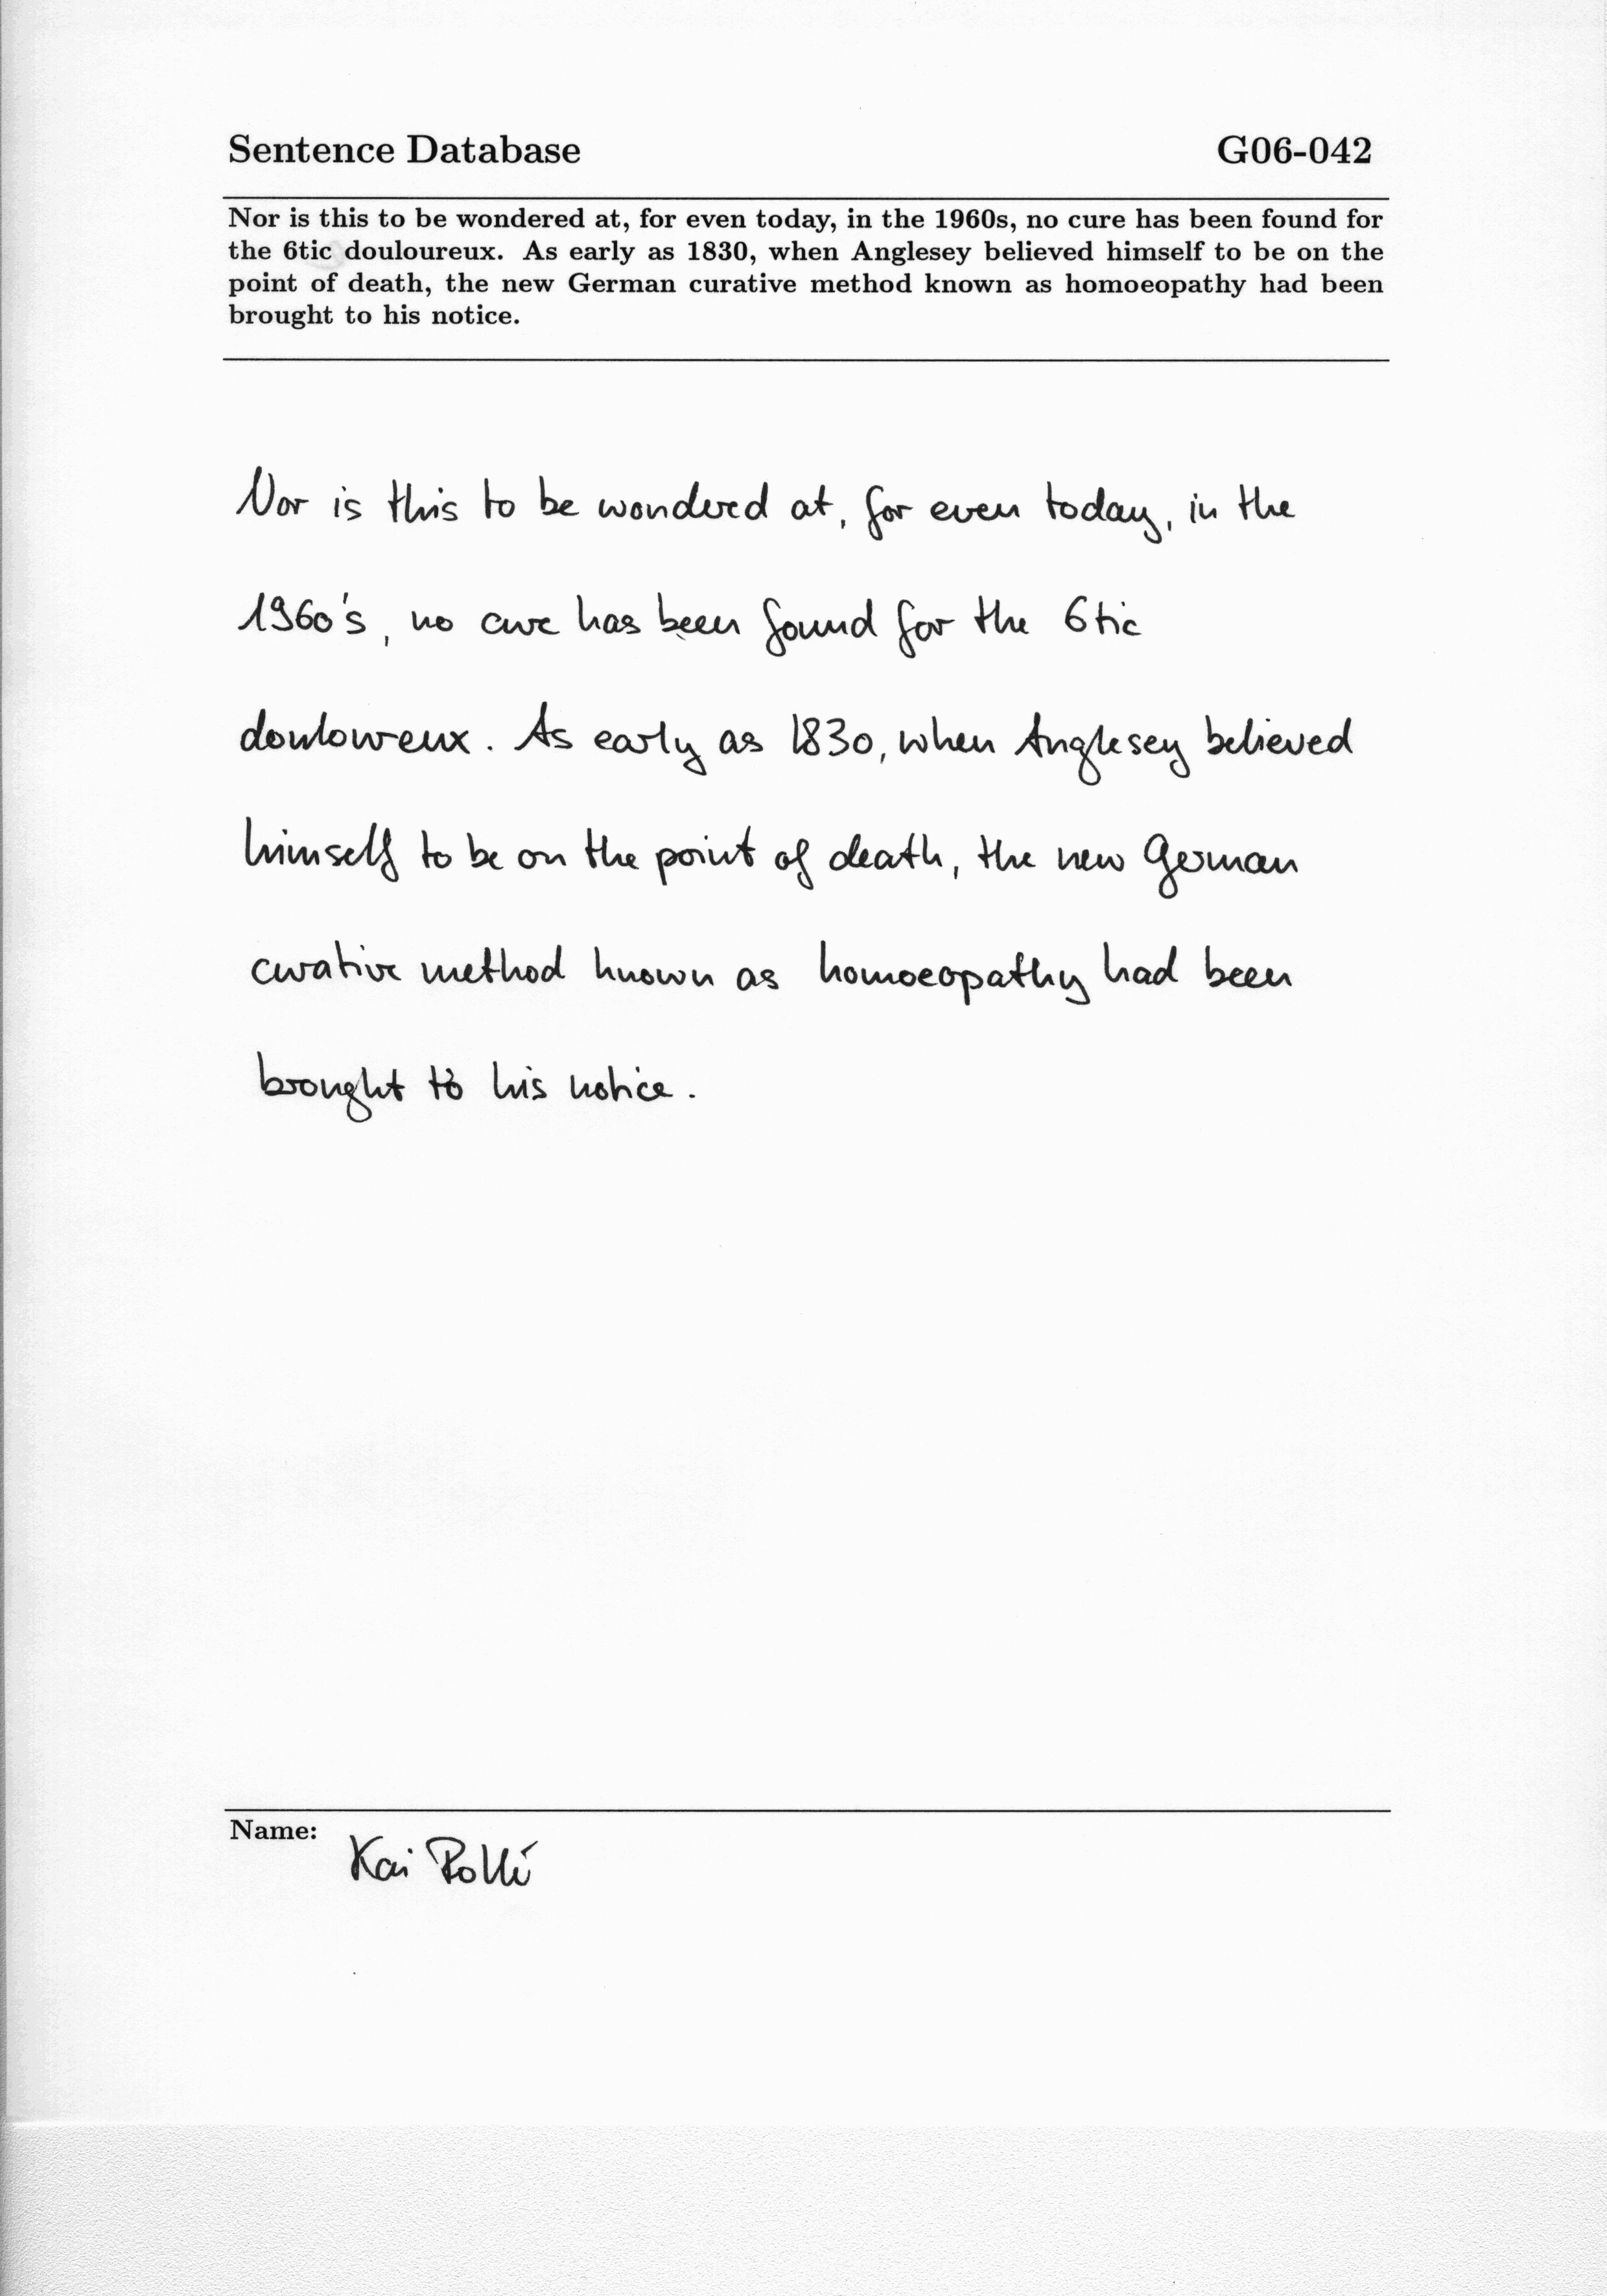 Sentence Database G06-042
Nor is this to be wondered at, for even today, in the 1960s, no cure has been found for
the 6tic douloureux. As early as 1830, when Anglesey believed himself to be on the
point of death, the new German curative method known as homoeopathy had been
brought to his notice.
Nor is this to be wondered at, for even today, in the
1960's, no cure has been found for the 6tic
douloureux. As early as 1830, when Anglesey believed
himself to be on the point of death, the new German
curative method known as homoeopathy had been
brought to his notice.
Name: Kai